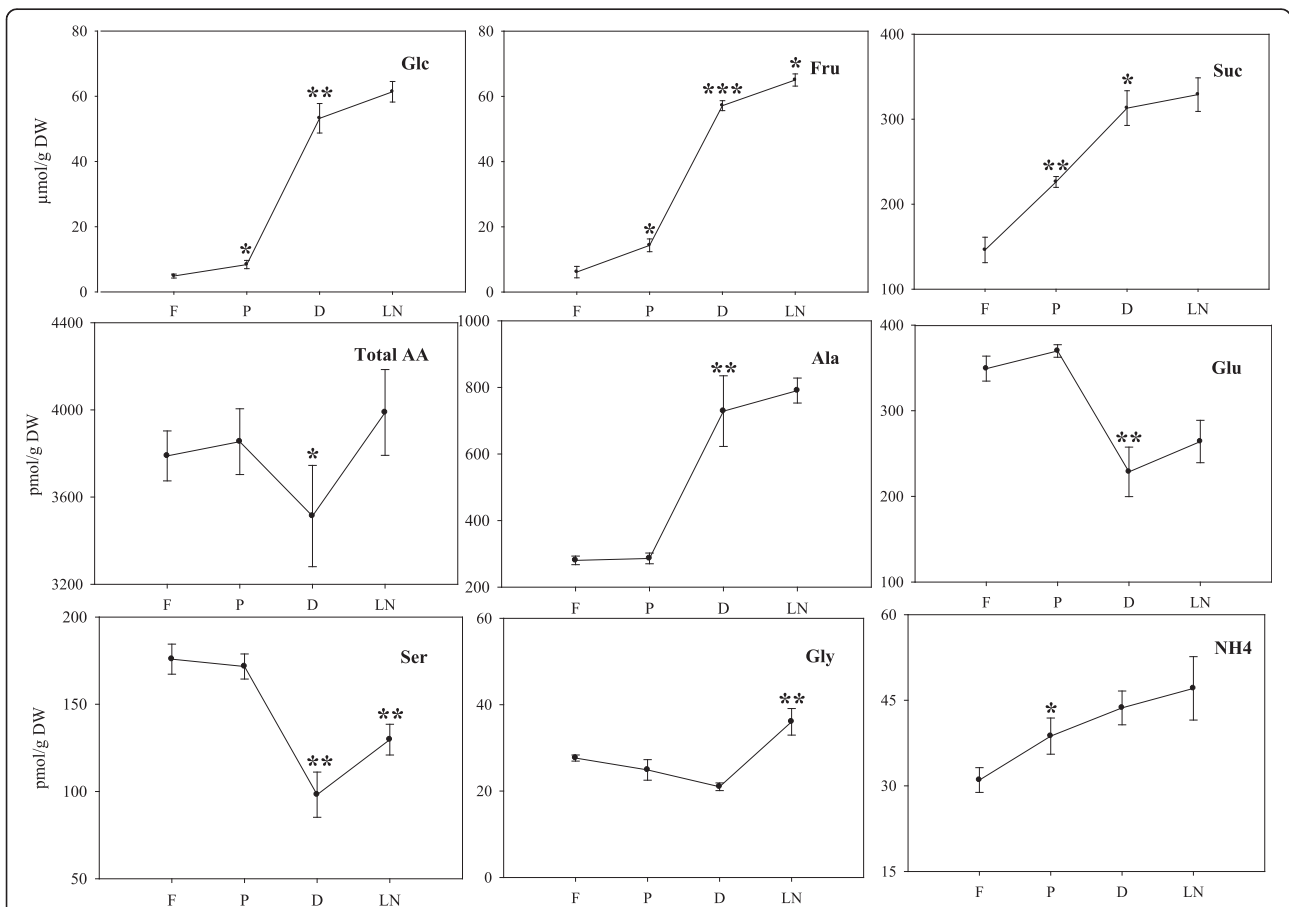 80
60
40
20
0
µmol/g DW
Glc
*
**
F P D LN
80
60
40
20
0
Fru
*
***
*
F P D LN
400
300
200
100
Suc
**
*
F P D LN
4400
4000
3600
3200
pmol/g DW
Total AA
*
F P D LN
1000
800
600
400
200
Ala
**
F P D LN
400
300
200
100
Glu
**
F P D LN
200
150
100
50
pmol/g DW
Ser
**
**
F P D LN
60
40
20
0
Gly
**
F P D LN
60
45
30
15
NH4
*
F P D LN